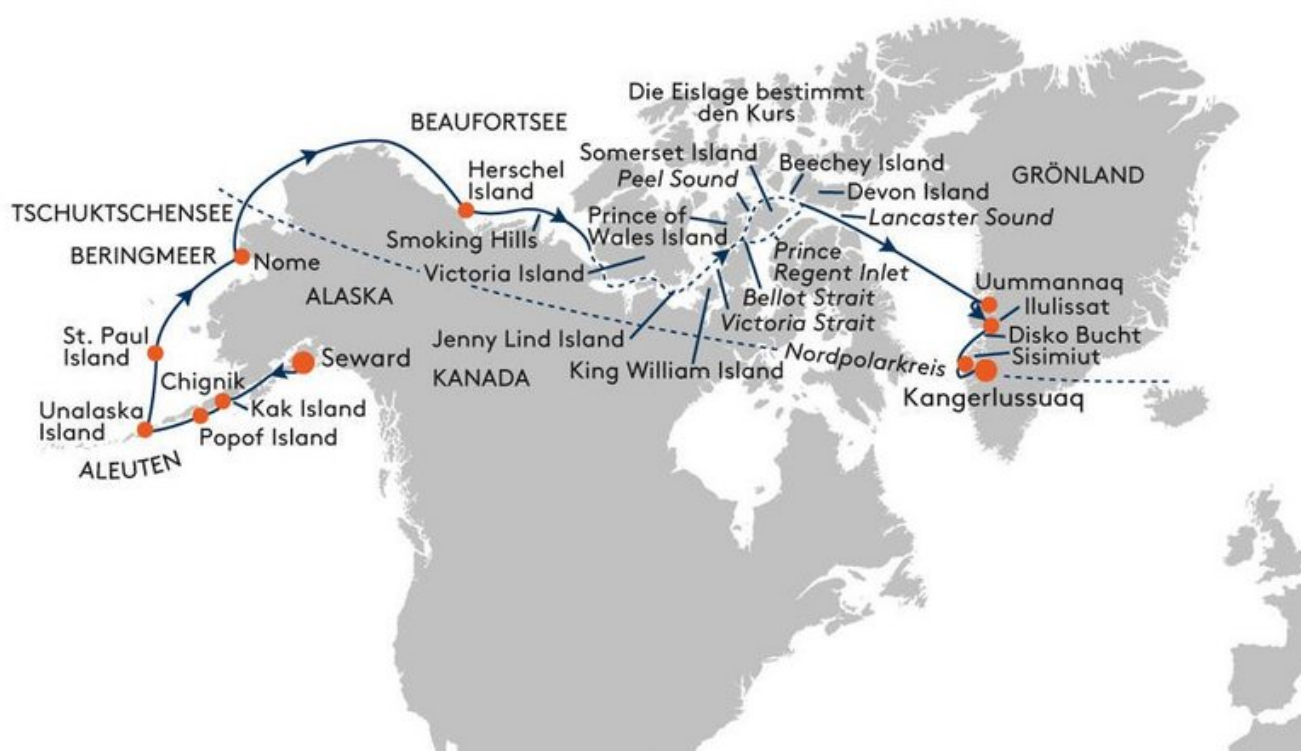 Die Eislage bestimmt
den Kurs
BEAUFORTSEE
Somerset Island
Beechey Island
Herschel
Island
Peel Sound
GRÖNLAND
Devon Island
TSCHUKTSCHENSEE
Prince of
Wales Island
Lancaster Sound
Smoking Hills
BERINGMEER
Nome
Victoria Island
Prince
Regent Inlet
Uummannaq
ALASKA
Bellot Strait
Ilulissat
Victoria Strait
St. Paul
Island
Jenny Lind Island
Disko Bucht
Seward
Nordpolarkreis
Sisimiut
Chignik
KANADA
King William Island
Kangerlussuaq
Unalaska
Island
Kak Island
Popof Island
ALEUTEN